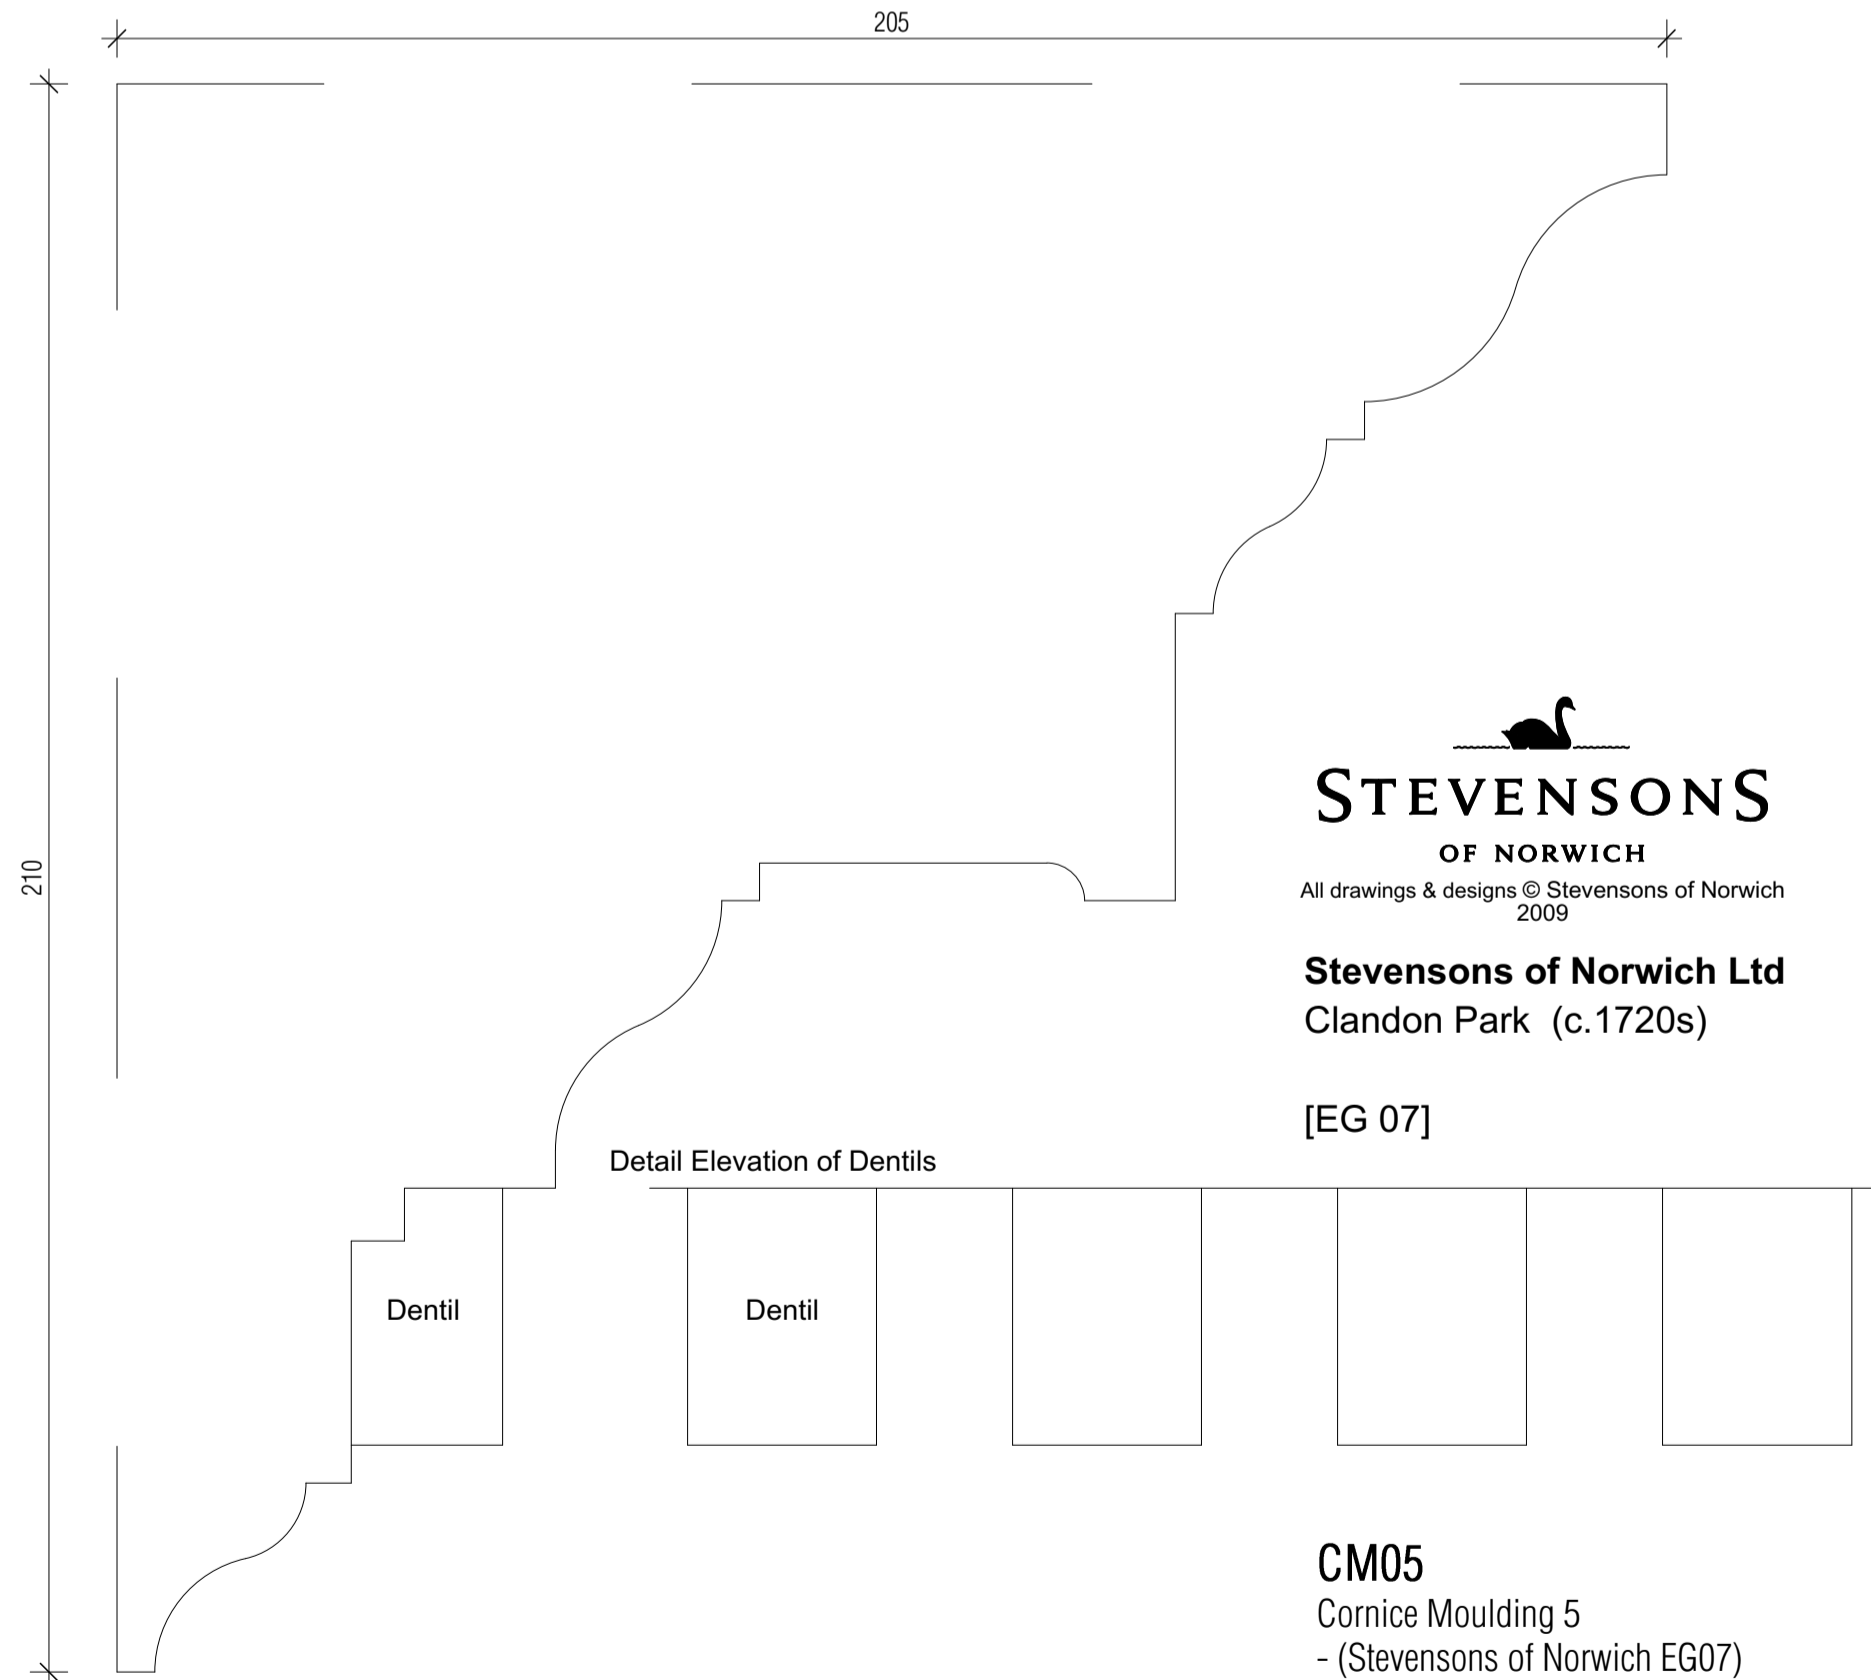 205
210
STEVENSONS
OF NORWICH
All drawings & designs © Stevensons of Norwich
2009
Stevensons of Norwich Ltd
Clandon Park (c.1720s)
[EG 07]
Detail Elevation of Dentils
Dentil
Dentil
CM05
Cornice Moulding 5
- (Stevensons of Norwich EG07)